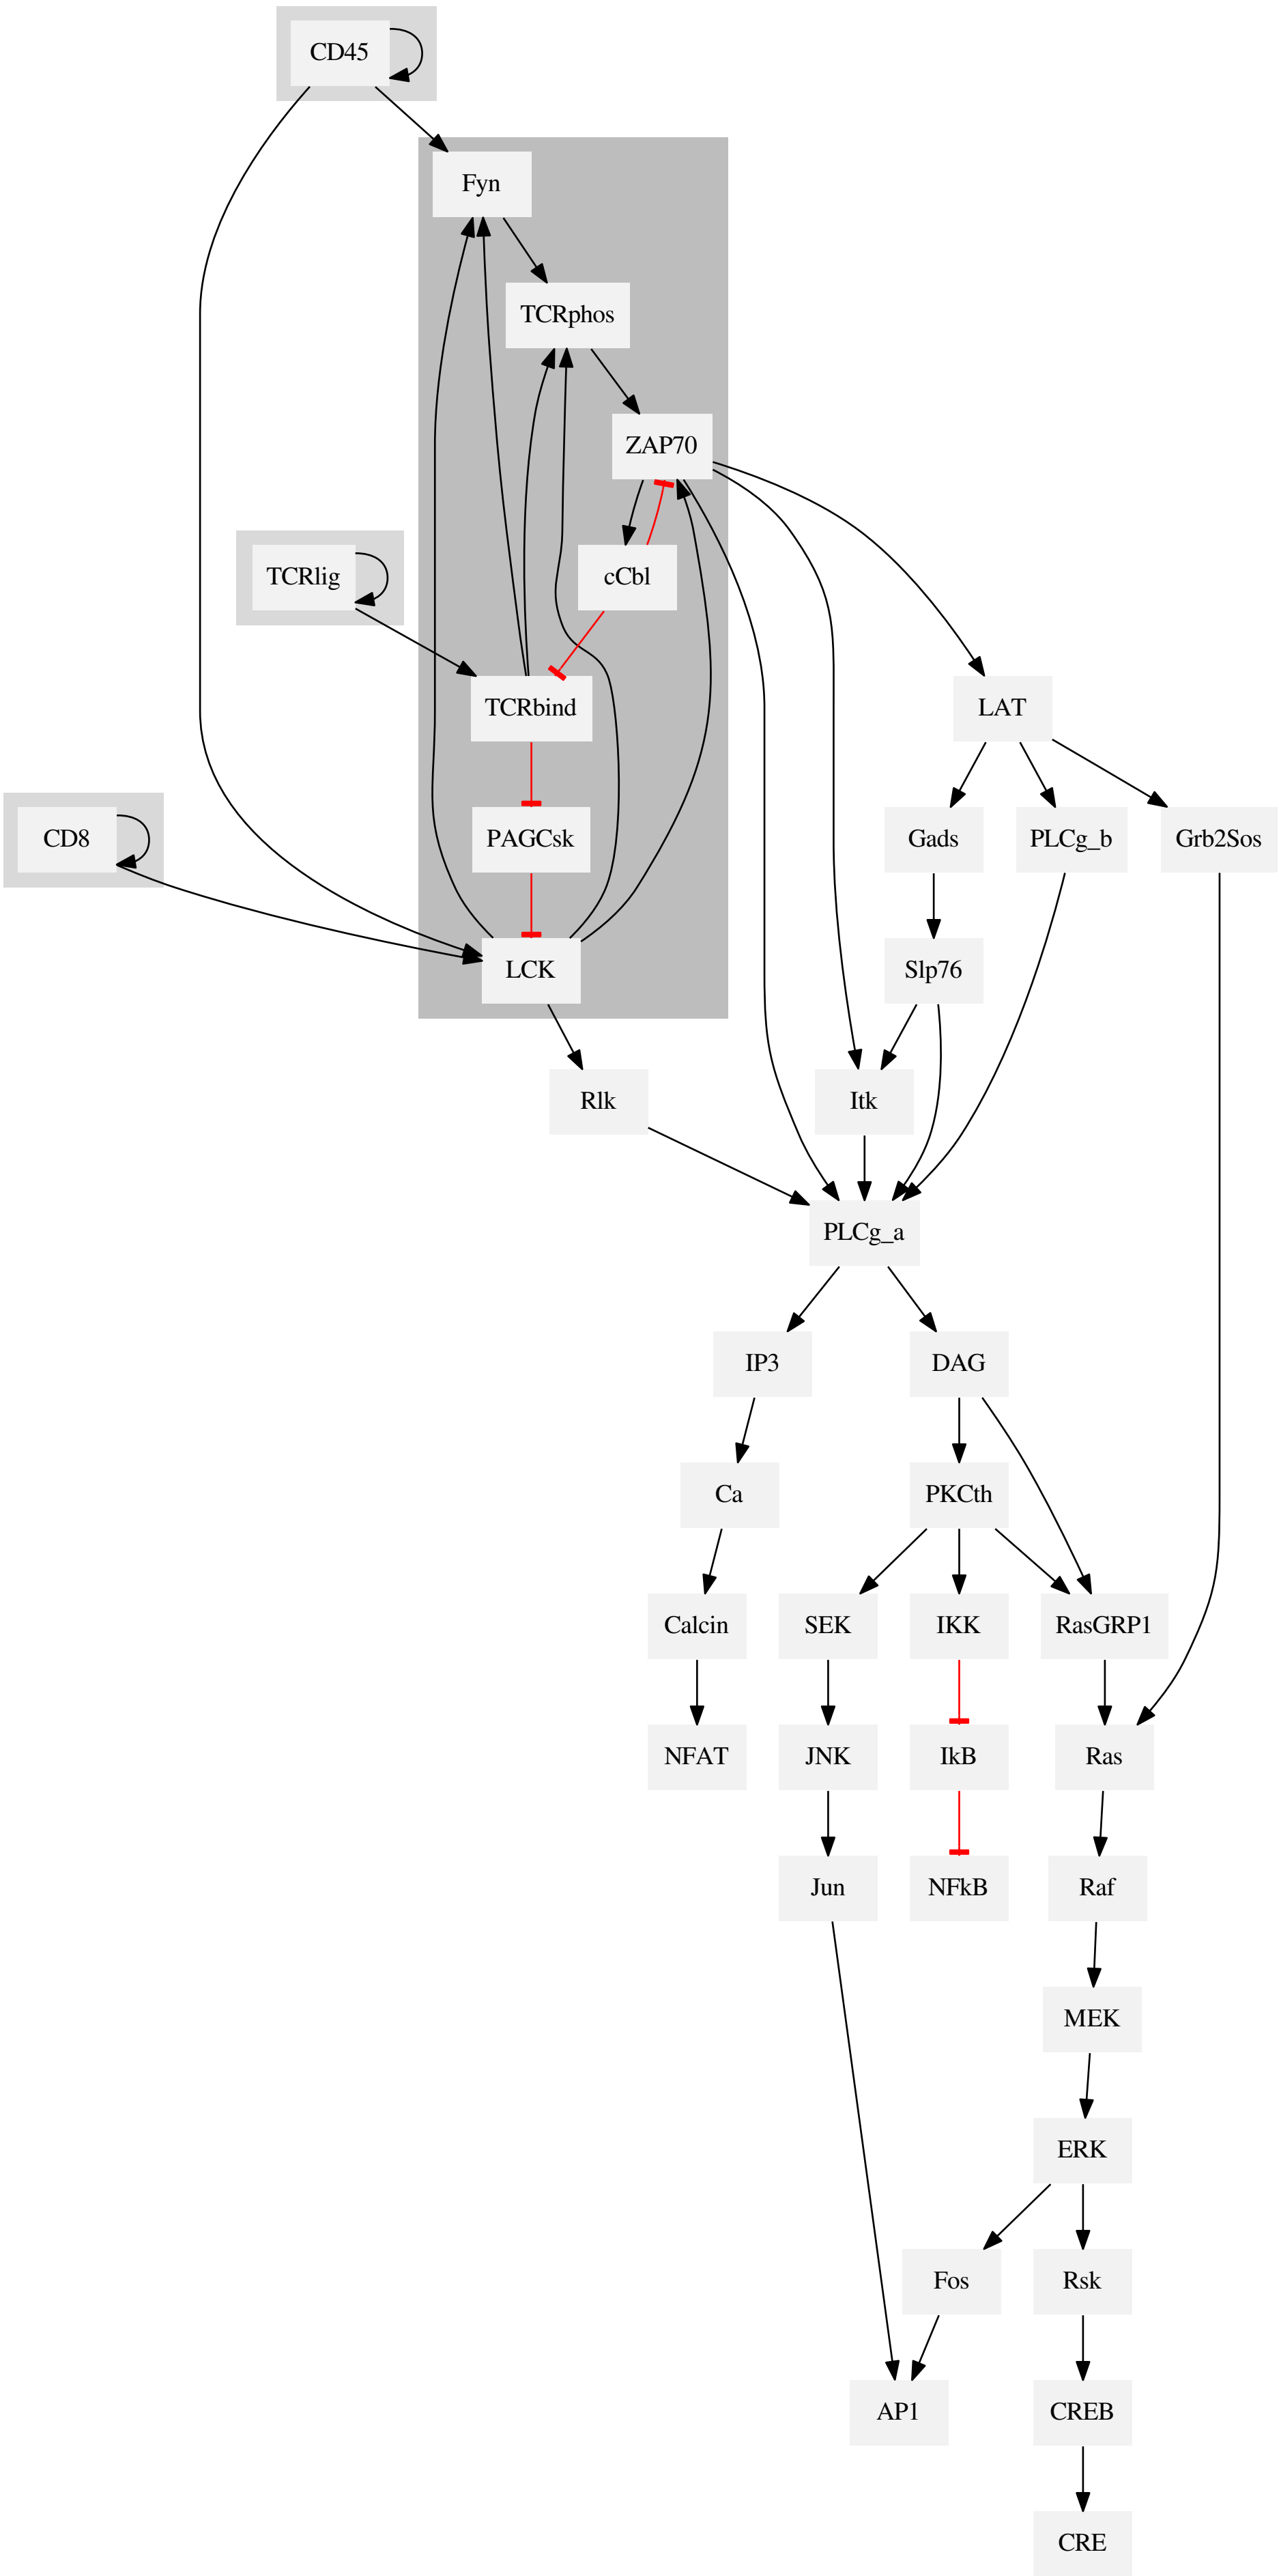 CD45
Fyn
TCRphos
ZAP70
TCRlig
cCbl
TCRbind
LAT
CD8
PAGCsk
Gads
PLCg_b
Grb2Sos
LCK
Slp76
Rlk
Itk
PLCg_a
IP3
DAG
Ca
PKCth
Calcin
SEK
IKK
RasGRP1
NFAT
JNK
IkB
Ras
Jun
NFkB
Raf
MEK
ERK
Fos
Rsk
AP1
CREB
CRE